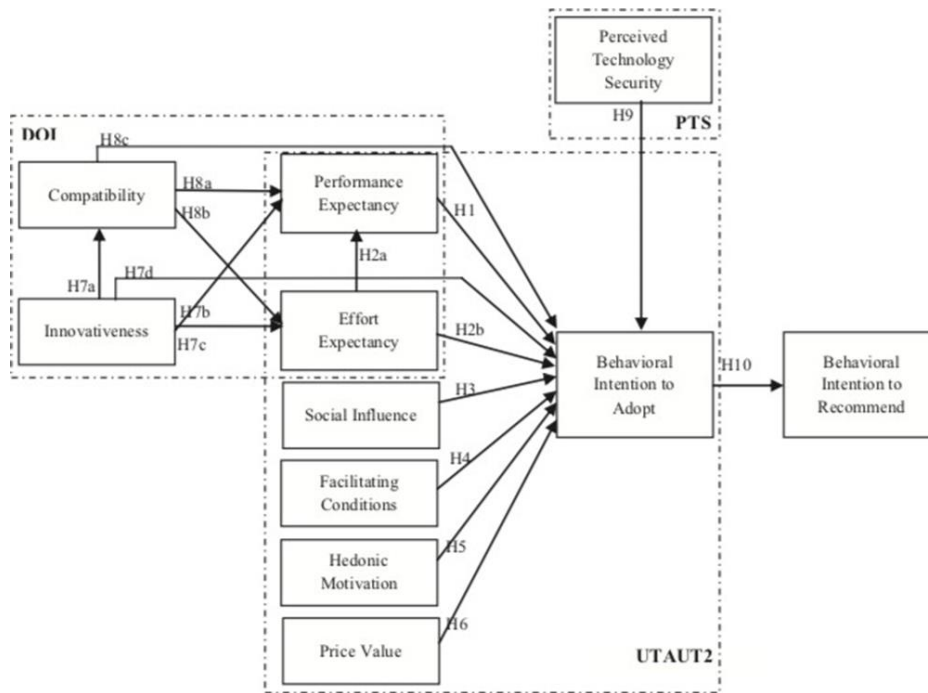 Perceived
Technology
Security
H9
PTS
DOI
H8c
Compatibility
H8a
H8b
Performance
Expectancy
H1
H7a
H2a
H7d
Innovativeness
H7b
H7c
Effort
Expectancy
H2b
Behavioral
Intention to
Adopt
H10
Behavioral
Intention to
Recommend
Social Influence
H3
Facilitating
Conditions
H4
Hedonic
Motivation
H5
Price Value
H6
UTAUT2